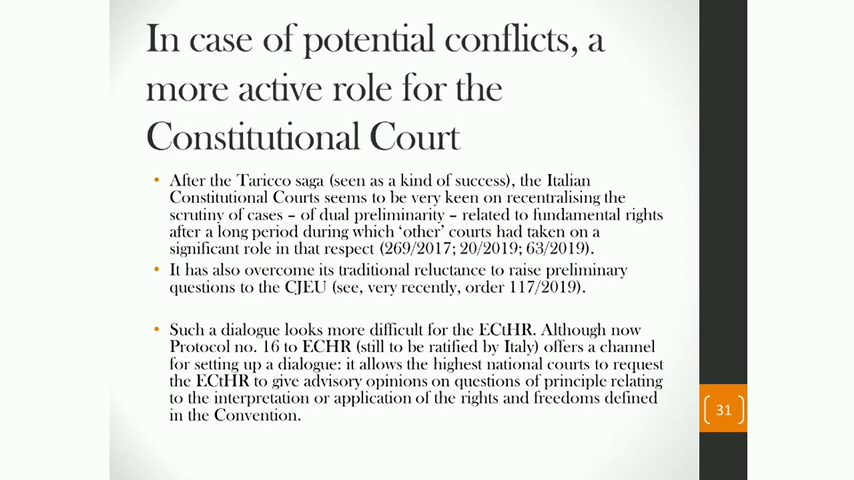 In case of potential conflicts, a
more active role for the
Constitutional Court
• After the Taricco saga (seen as a kind of success), the Italian
Constitutional Courts seems to be very keen on recentralising the
scrutiny of cases – of dual preliminarity – related to fundamental rights
after a long period during which ‘other’ courts had taken on a
significant role in that respect (269/2017; 20/2019; 63/2019).
• It has also overcome its traditional reluctance to raise preliminary
questions to the CJEU (see, very recently, order 117/2019).
• Such a dialogue looks more difficult for the ECtHR. Although now
Protocol no. 16 to ECHR (still to be ratified by Italy) offers a channel
for setting up a dialogue: it allows the highest national courts to request
the ECtHR to give advisory opinions on questions of principle relating
to the interpretation or application of the rights and freedoms defined
in the Convention.
31